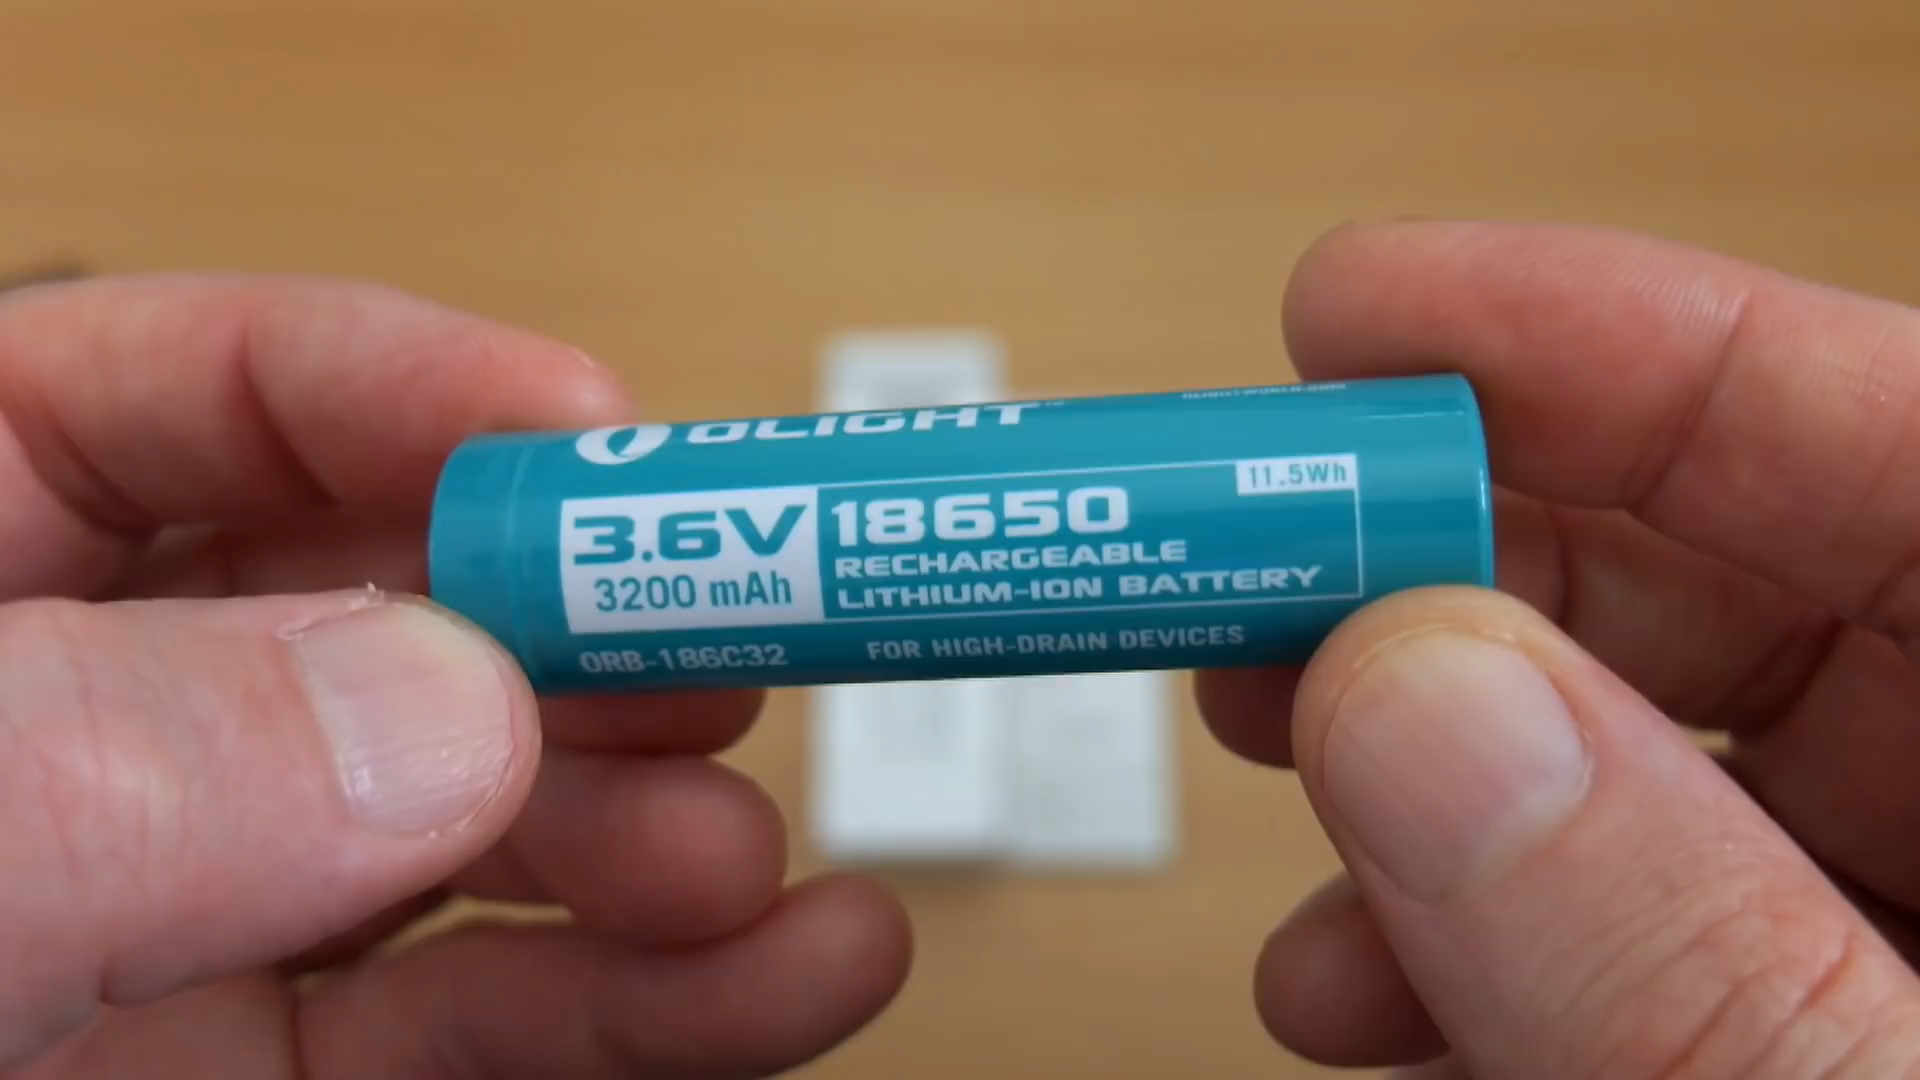 OLIGHT
11.5Wh
3.6V
3200 mAh
18650
RECHARGEABLE
LITHIUM-ION BATTERY
ORB-186C32
FOR HIGH-DRAIN DEVICES